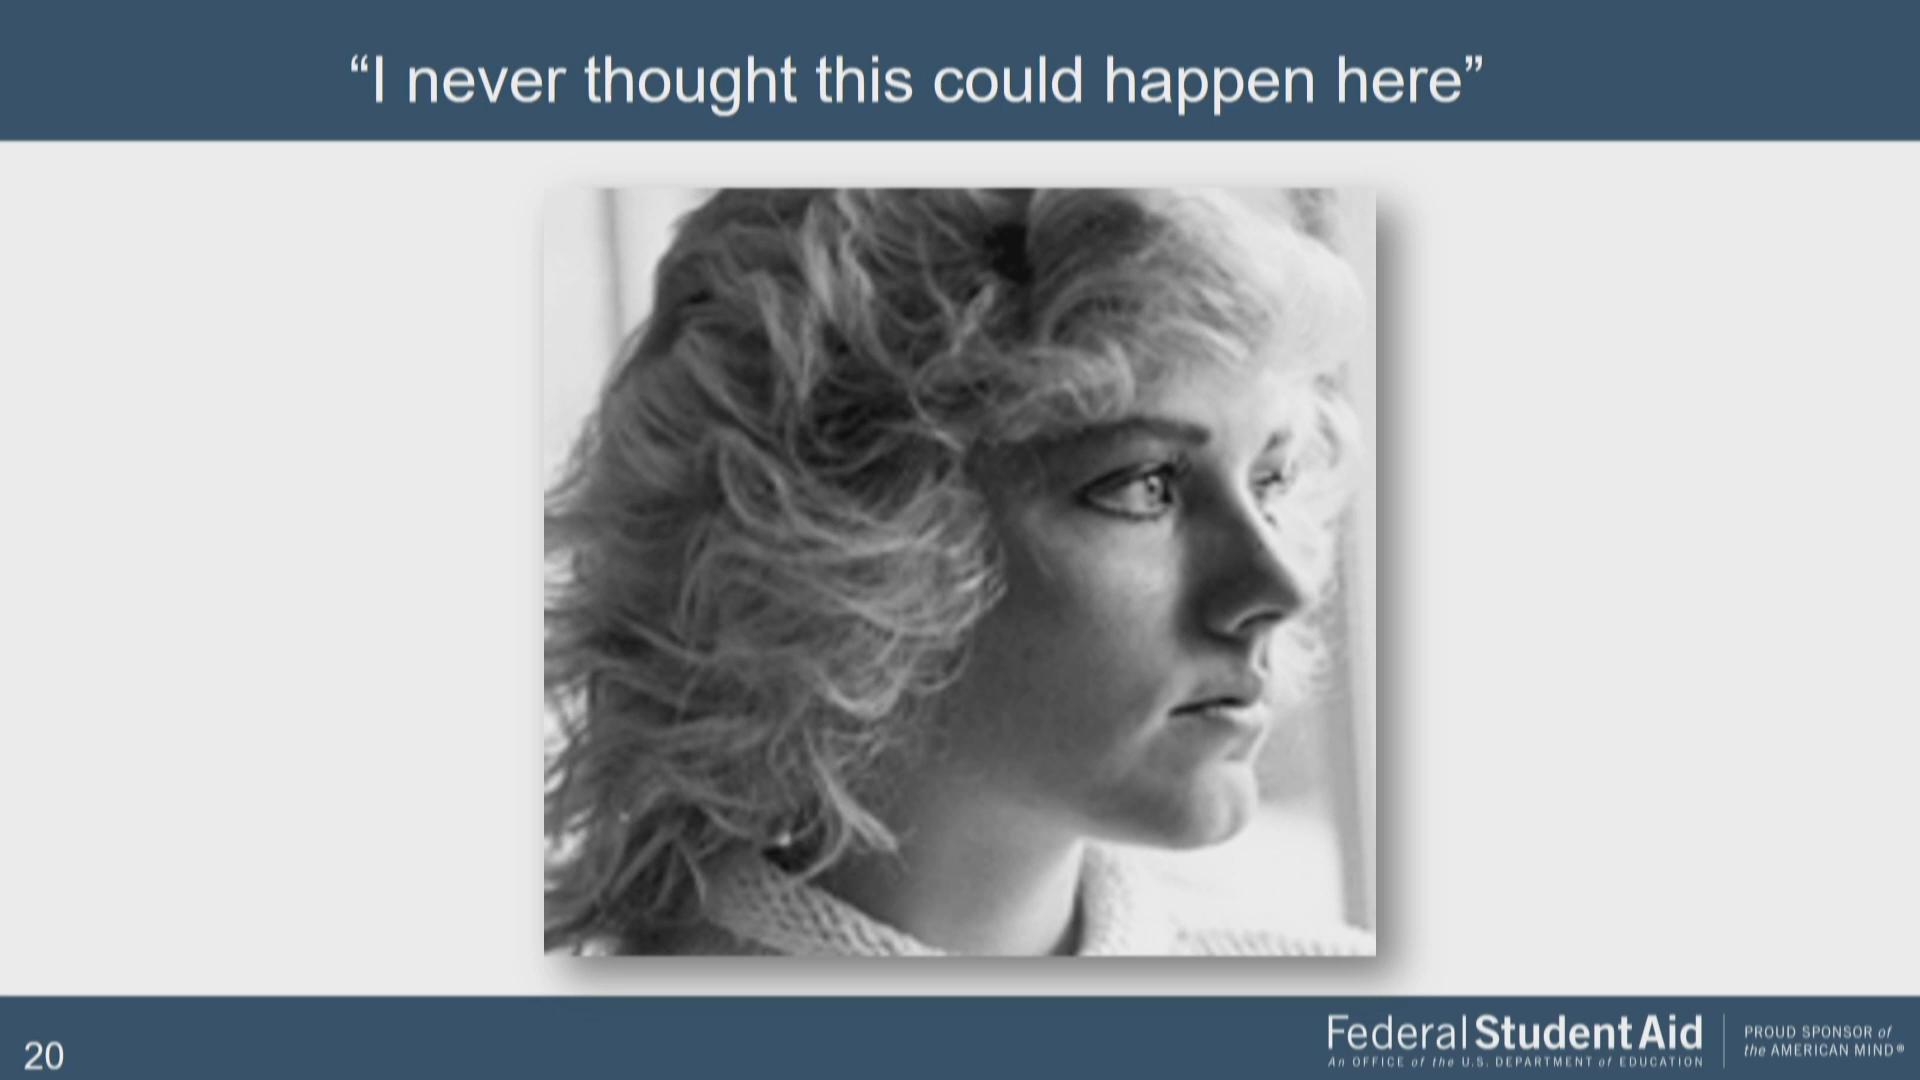 “I never thought this could happen here”
20
Federal Student Aid
An OFFICE of the U.S. DEPARTMENT of EDUCATION
PROUD SPONSOR of
the AMERICAN MIND®